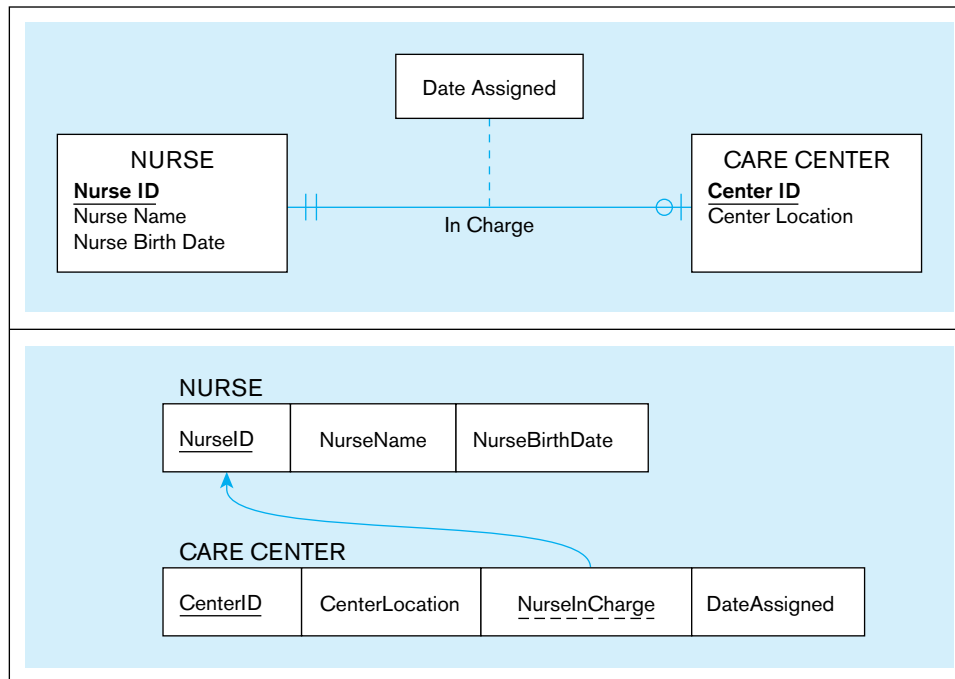 Date Assigned
NURSE
Nurse ID
Nurse Name
Nurse Birth Date
In Charge
CARE CENTER
Center ID
Center Location
NURSE
NurseID NurseName NurseBirthDate
CARE CENTER
CenterID CenterLocation NurseInCharge DateAssigned